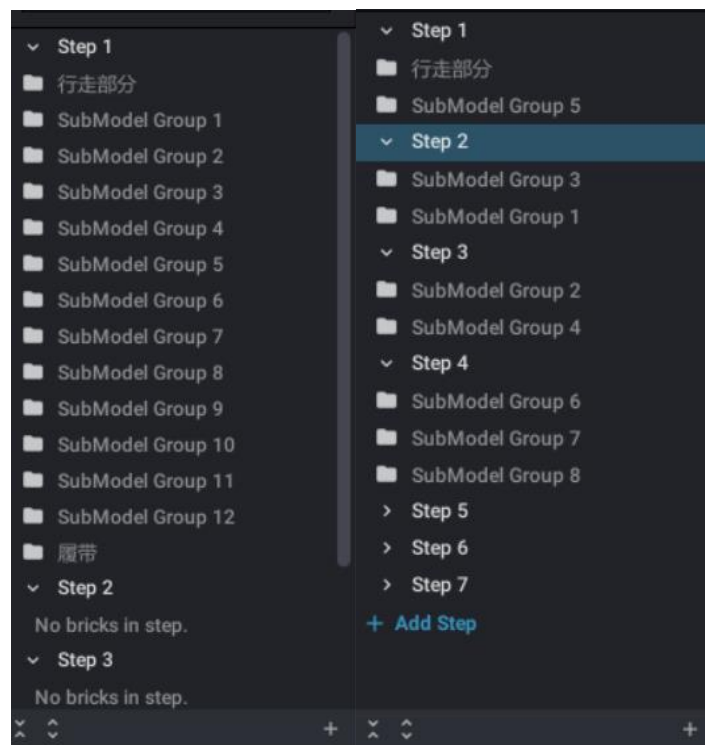 Step 1
行走部分
SubModel Group 1
SubModel Group 2
SubModel Group 3
SubModel Group 4
SubModel Group 5
SubModel Group 6
SubModel Group 7
SubModel Group 8
SubModel Group 9
SubModel Group 10
SubModel Group 11
SubModel Group 12
履带
Step 2
No bricks in step.
Step 3
No bricks in step.
Step 1
行走部分
SubModel Group 5
Step 2
SubModel Group 3
SubModel Group 1
Step 3
SubModel Group 2
SubModel Group 4
Step 4
SubModel Group 6
SubModel Group 7
SubModel Group 8
Step 5
Step 6
Step 7
+ Add Step